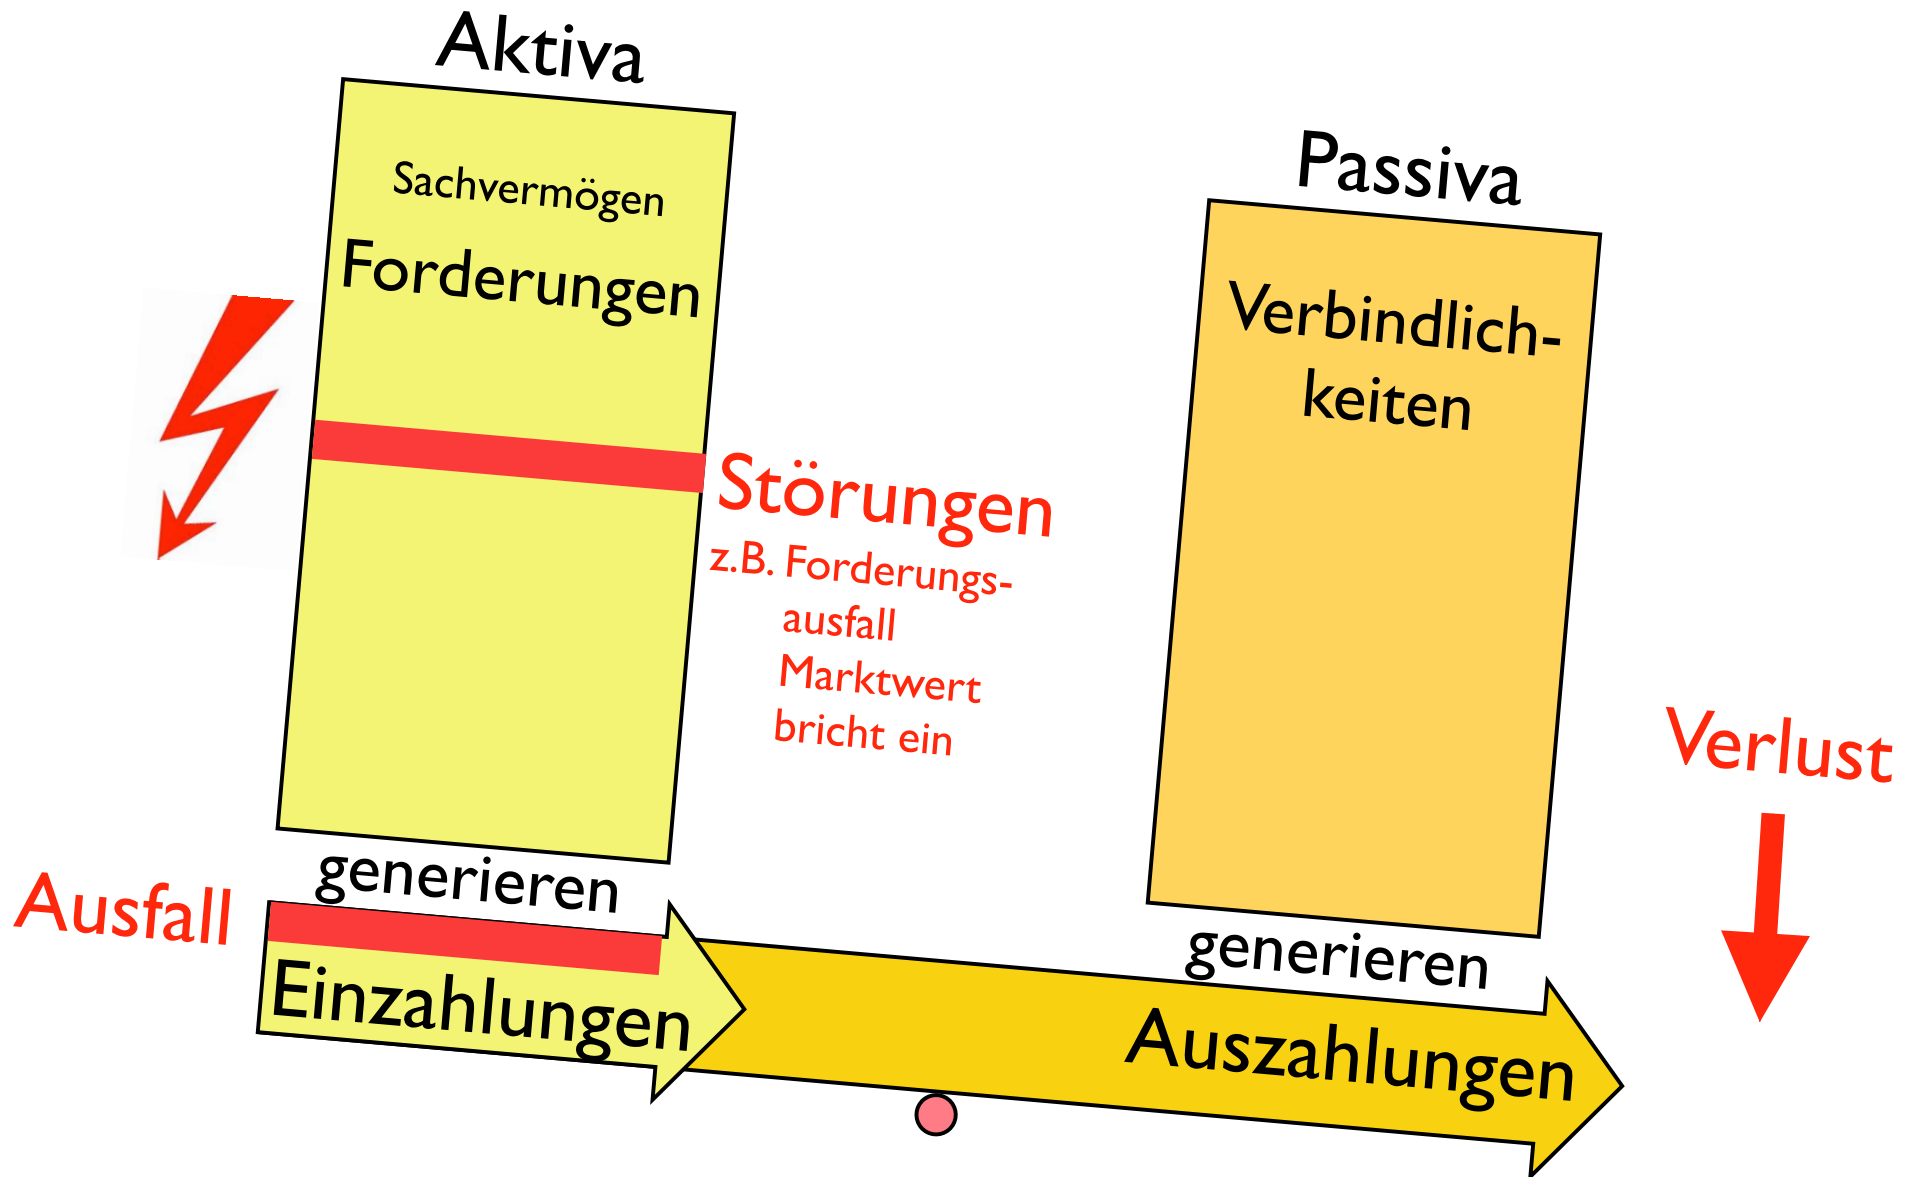 Aktiva
Sachvermögen
Forderungen
Störungen
z.B. Forderungs-
ausfall
Marktwert
bricht ein
generieren
Ausfall
Einzahlungen
Passiva
Verbindlich-
keiten
generieren
Auszahlungen
Verlust